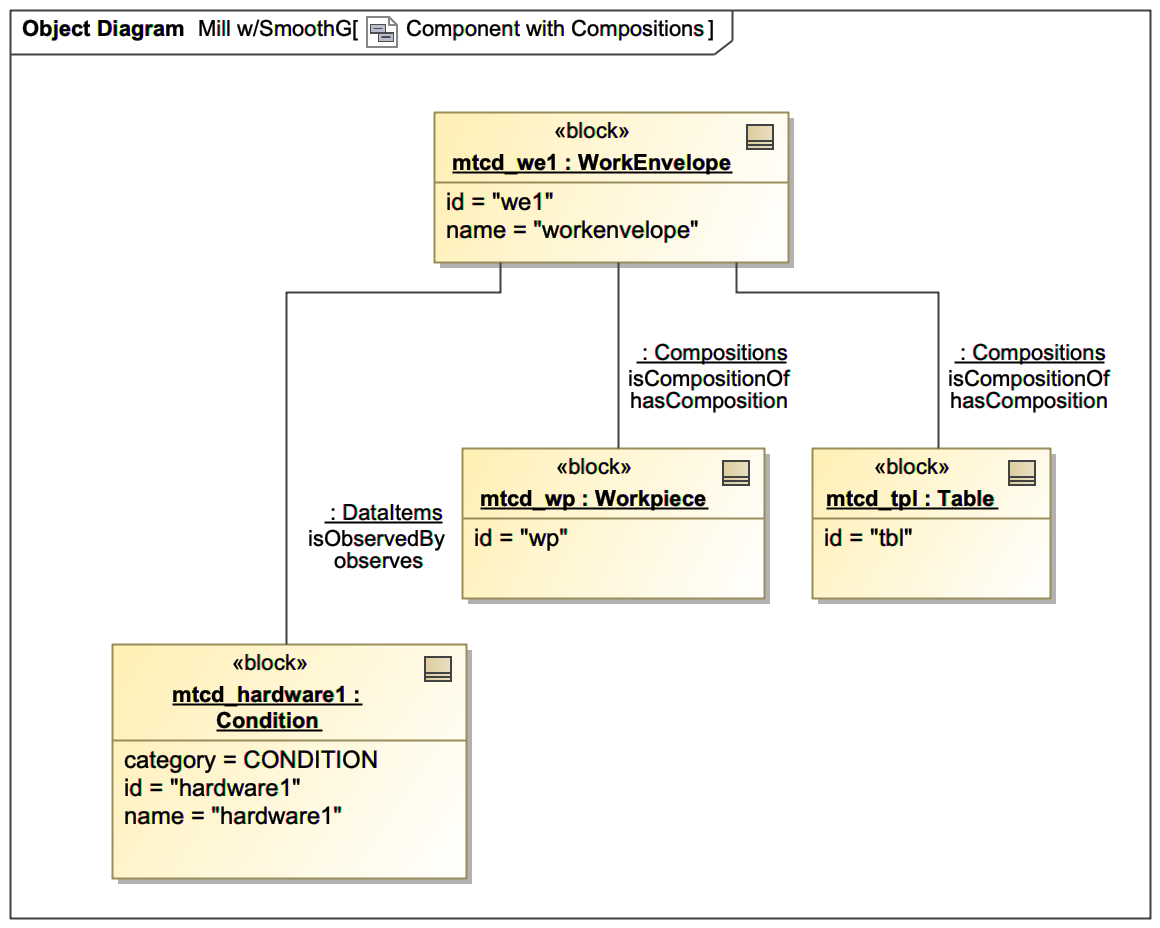 Object Diagram Mill w/SmoothG[ Component with Compositions ]
«block»
mtcd_we1 : WorkEnvelope
id = "we1"
name = "workenvelope"
: Compositions
isCompositionOf
hasComposition
: Compositions
isCompositionOf
hasComposition
«block»
mtcd_wp : Workpiece
id = "wp"
«block»
mtcd_tpl : Table
id = "tbl"
: DataItems
isObservedBy
observes
«block»
mtcd_hardware1 :
Condition
category = CONDITION
id = "hardware1"
name = "hardware1"